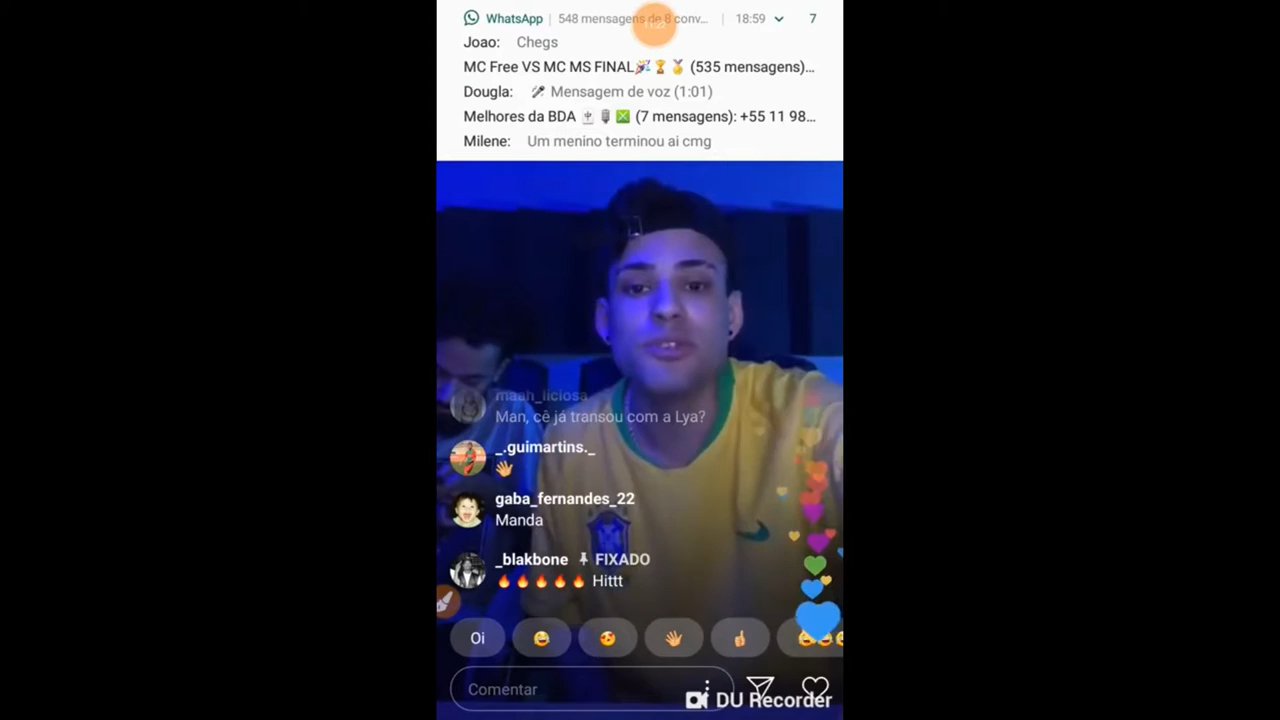 WhatsApp | 548 mensagens de 8 conv... | 18:59 7
Joao: Chegs
MC Free VS MC MS FINAL🎉🏆🏅 (535 mensagens)...
Dougla: 🎤 Mensagem de voz (1:01)
Melhores da BDA 🃏🎙️❎ (7 mensagens): +55 11 98...
Milene: Um menino terminou ai cmg
maah_liciosa
Man, cê já transou com a Lya?
_.guimartins._
👋
gaba_fernandes_22
Manda
_blakbone 📌 FIXADO
🔥🔥🔥🔥🔥 Hittt
Oi 😂 😍 👋 👍 😂😂😂
Comentar
DU Recorder